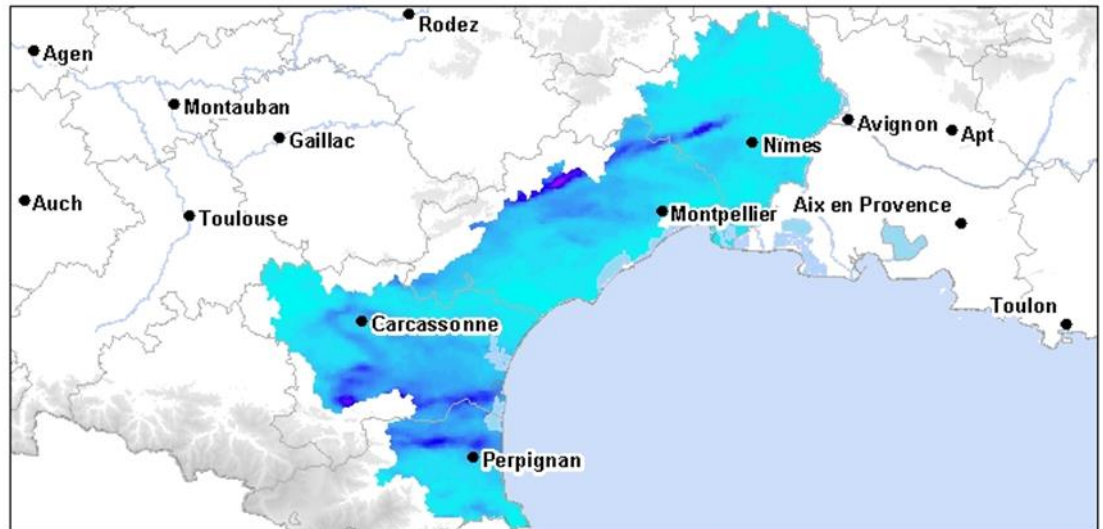 Rodez
Agen
Montauban
Gaillac
Avignon
Apt
Nîmes
Auch
Toulouse
Montpellier
Aix en Provence
Carcassonne
Toulon
Perpignan